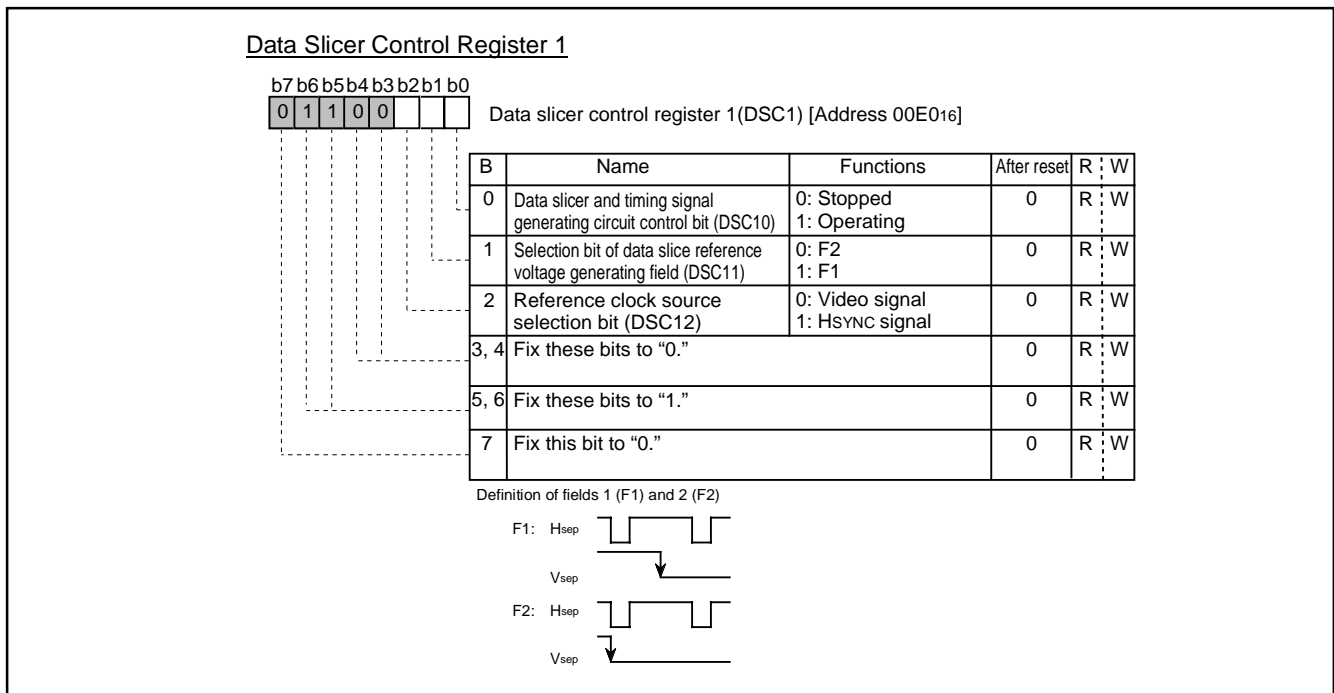 Data Slicer Control Register 1
b7 b6 b5 b4 b3 b2 b1 b0
0 1 1 0 0
Data slicer control register 1(DSC1) [Address 00E016]
B Name Functions After reset R W
0 Data slicer and timing signal generating circuit control bit (DSC10) 0: Stopped 1: Operating 0 R W
1 Selection bit of data slice reference voltage generating field (DSC11) 0: F2 1: F1 0 R W
2 Reference clock source selection bit (DSC12) 0: Video signal 1: HSYNC signal 0 R W
3, 4 Fix these bits to “0.” 0 R W
5, 6 Fix these bits to “1.” 0 R W
7 Fix this bit to “0.” 0 R W
Definition of fields 1 (F1) and 2 (F2)
F1: Hsep
Vsep
F2: Hsep
Vsep